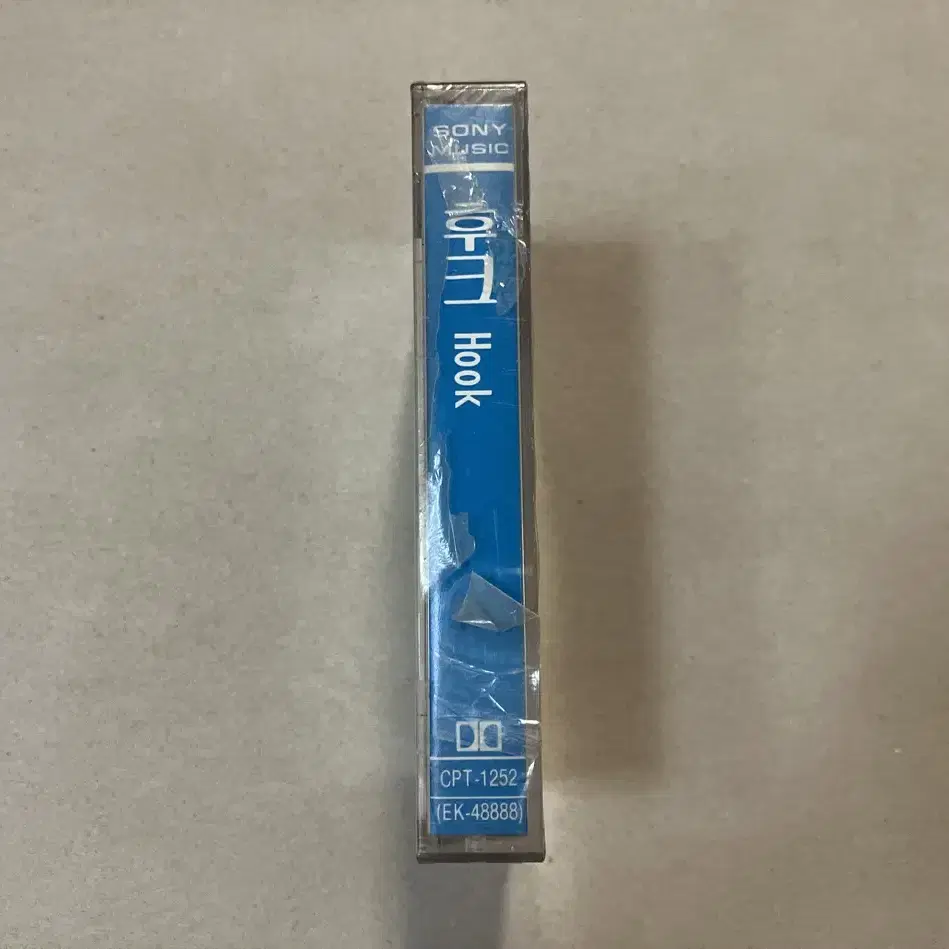 SONY
MUSIC
후크 Hook
CPT-1252
(EK-48888)